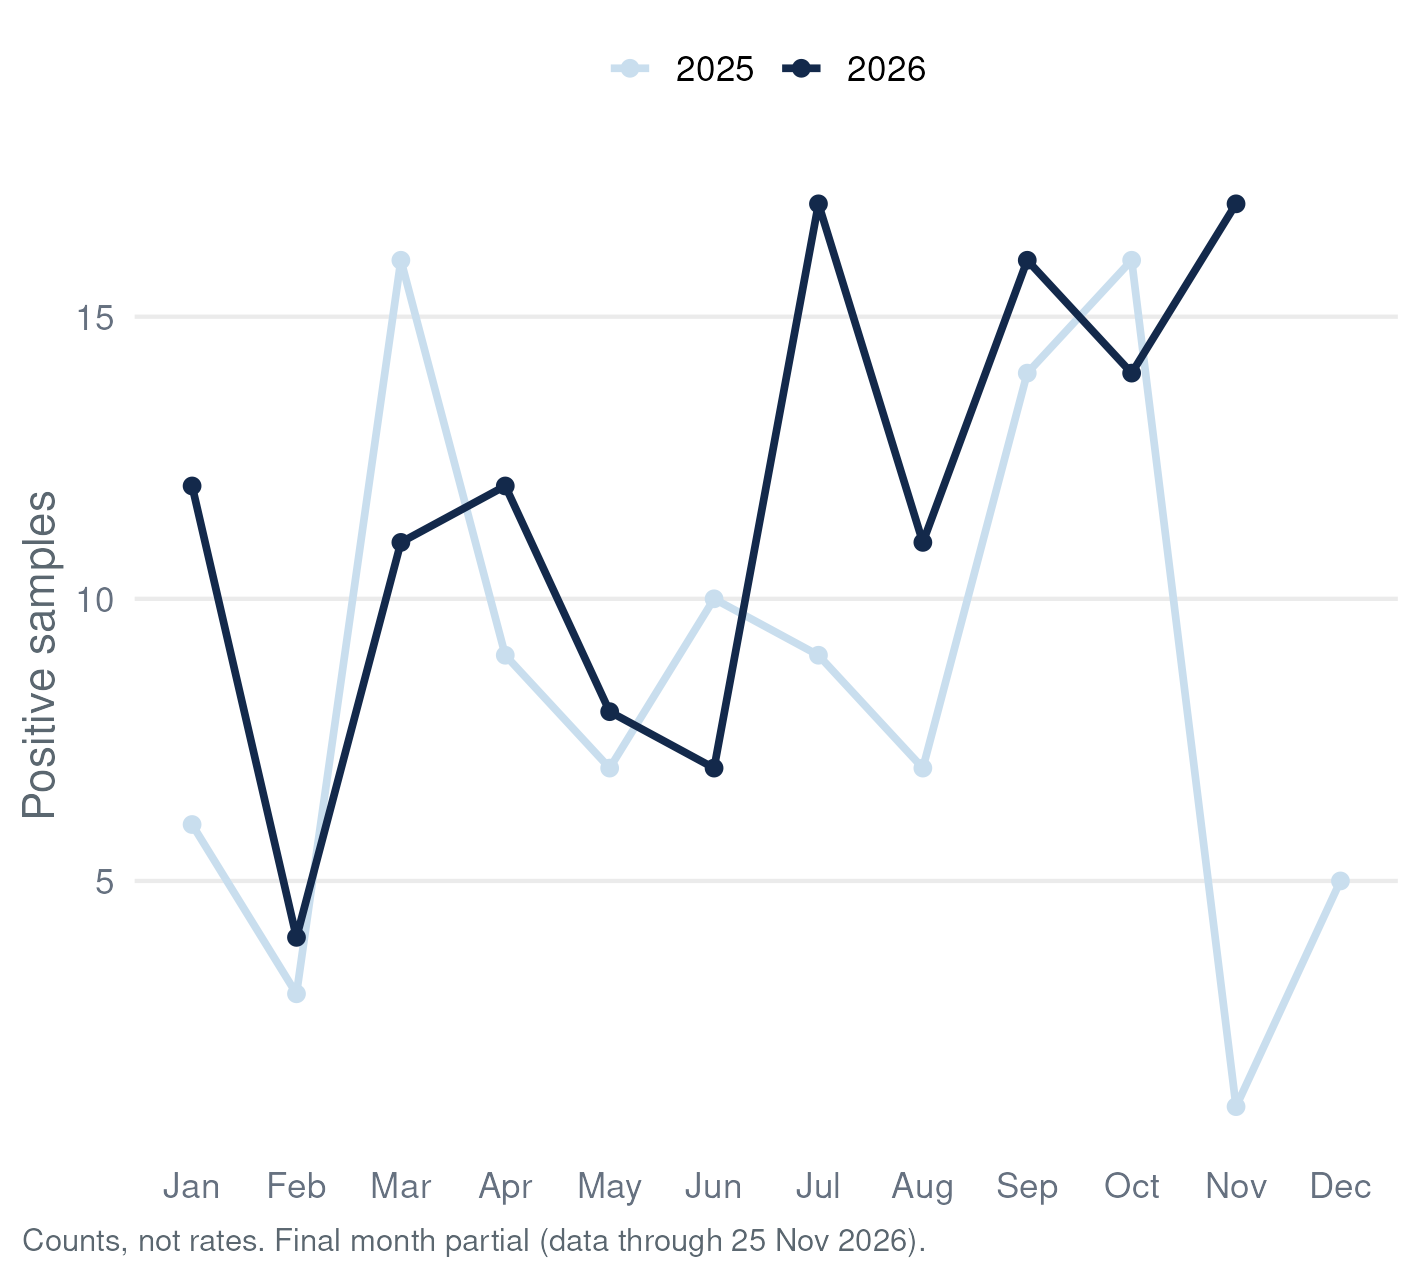 2025 2026
Positive samples
15
10
5
Jan Feb Mar Apr May Jun Jul Aug Sep Oct Nov Dec
Counts, not rates. Final month partial (data through 25 Nov 2026).